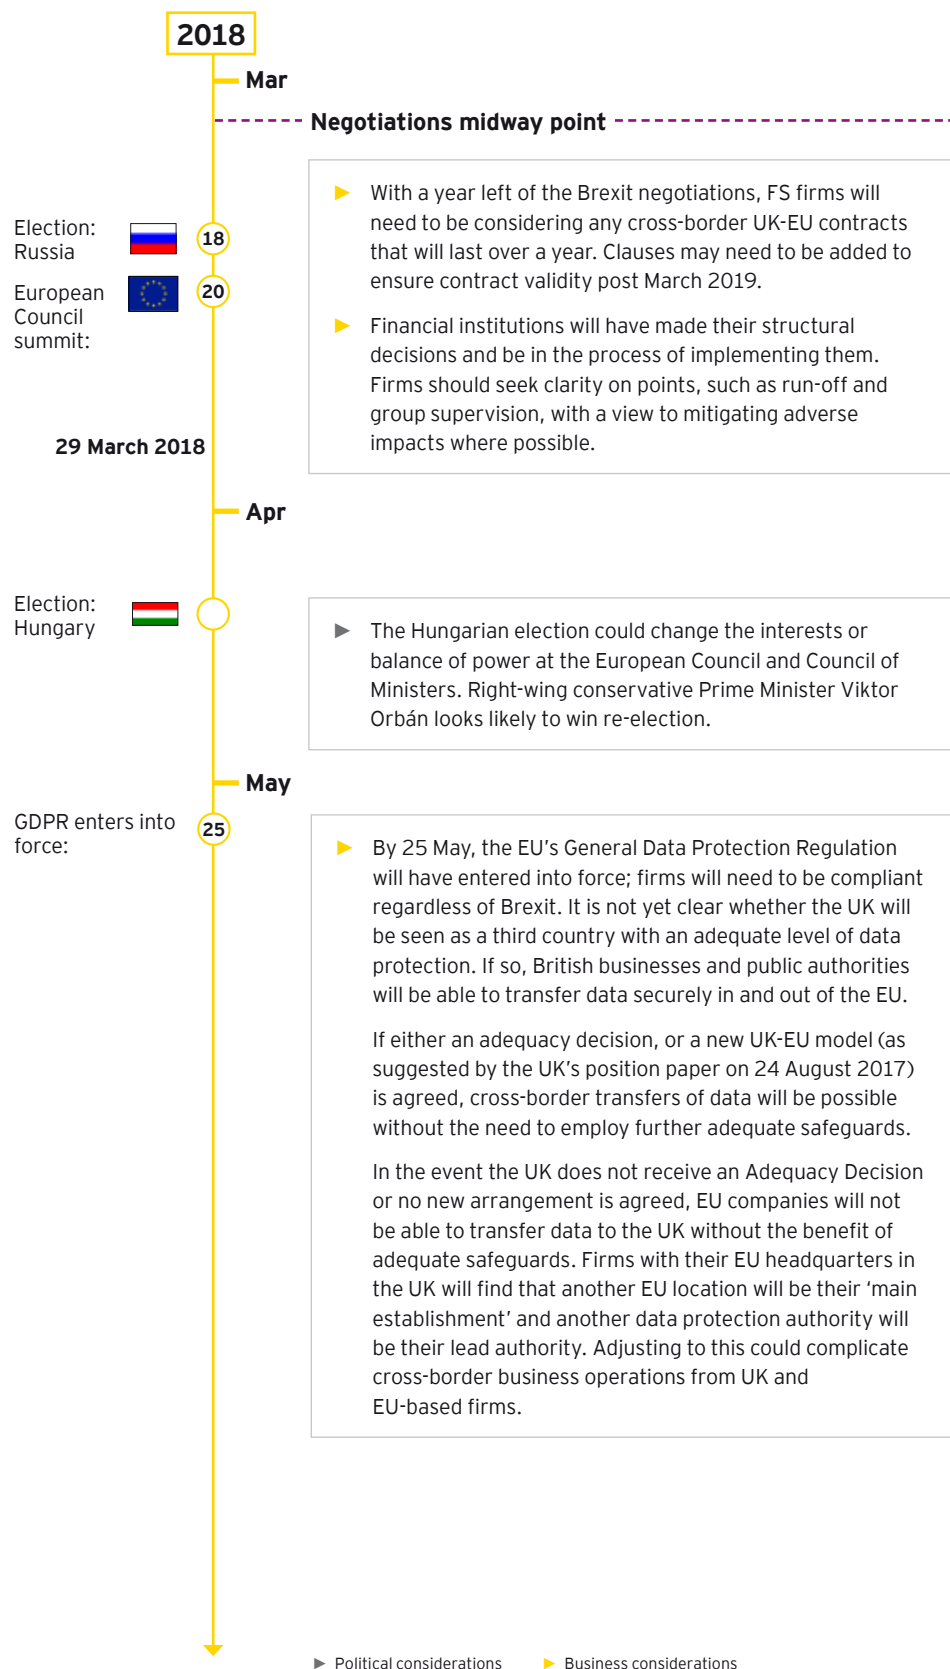 2018
Mar
Negotiations midway point
Election:
Russia
18
European
Council
summit:
20
► With a year left of the Brexit negotiations, FS firms will
need to be considering any cross-border UK-EU contracts
that will last over a year. Clauses may need to be added to
ensure contract validity post March 2019.
► Financial institutions will have made their structural
decisions and be in the process of implementing them.
Firms should seek clarity on points, such as run-off and
group supervision, with a view to mitigating adverse
impacts where possible.
29 March 2018
Apr
Election:
Hungary
► The Hungarian election could change the interests or
balance of power at the European Council and Council of
Ministers. Right-wing conservative Prime Minister Viktor
Orbán looks likely to win re-election.
May
GDPR enters into
force:
25
► By 25 May, the EU’s General Data Protection Regulation
will have entered into force; firms will need to be compliant
regardless of Brexit. It is not yet clear whether the UK will
be seen as a third country with an adequate level of data
protection. If so, British businesses and public authorities
will be able to transfer data securely in and out of the EU.
If either an adequacy decision, or a new UK-EU model (as
suggested by the UK’s position paper on 24 August 2017)
is agreed, cross-border transfers of data will be possible
without the need to employ further adequate safeguards.
In the event the UK does not receive an Adequacy Decision
or no new arrangement is agreed, EU companies will not
be able to transfer data to the UK without the benefit of
adequate safeguards. Firms with their EU headquarters in
the UK will find that another EU location will be their ‘main
establishment’ and another data protection authority will
be their lead authority. Adjusting to this could complicate
cross-border business operations from UK and
EU-based firms.
► Political considerations ► Business considerations